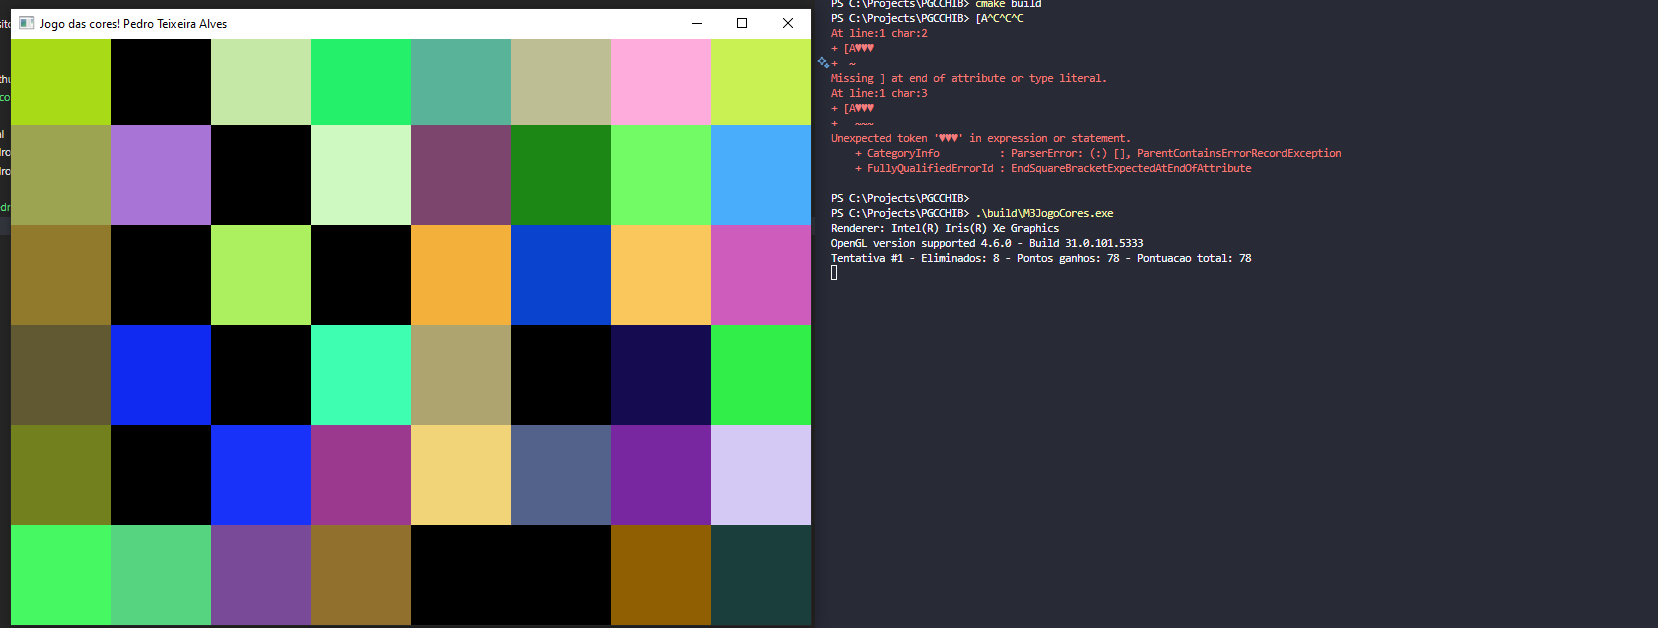 Jogo das cores! Pedro Teixeira Alves
PS C:\Projects\PGCCHIB> cmake build
PS C:\Projects\PGCCHIB> [A^C^C^C
At line:1 char:2
+ [A♥♥♥
+  ~
Missing ] at end of attribute or type literal.
At line:1 char:3
+ [A♥♥♥
+   ~~~
Unexpected token '♥♥♥' in expression or statement.
    + CategoryInfo          : ParserError: (:) [], ParentContainsErrorRecordException
    + FullyQualifiedErrorId : EndSquareBracketExpectedAtEndOfAttribute
PS C:\Projects\PGCCHIB>
PS C:\Projects\PGCCHIB> .\build\M3JogoCores.exe
Renderer: Intel(R) Iris(R) Xe Graphics
OpenGL version supported 4.6.0 - Build 31.0.101.5333
Tentativa #1 - Eliminados: 8 - Pontos ganhos: 78 - Pontuacao total: 78